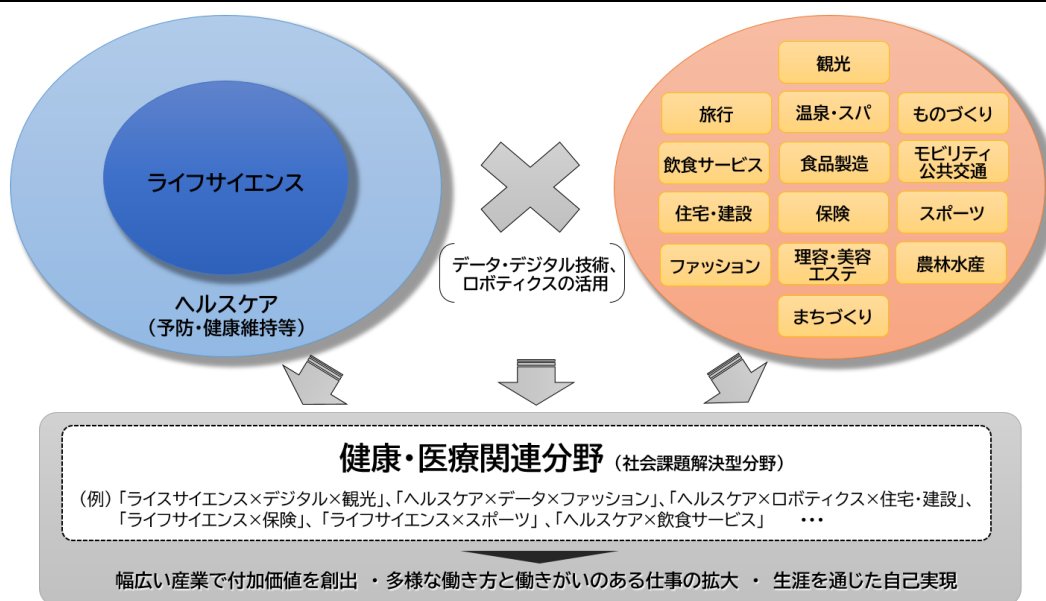 ライフサイエンス
ヘルスケア
（予防・健康維持等）
データ・デジタル技術、
ロボティクスの活用
観光
旅行
温泉・スパ
ものづくり
飲食サービス
食品製造
モビリティ
公共交通
住宅・建設
保険
スポーツ
ファッション
理容・美容
エステ
農林水産
まちづくり
健康・医療関連分野（社会課題解決型分野）
（例）「ライスサイエンス×デジタル×観光」、「ヘルスケア×データ×ファッション」、「ヘルスケア×ロボティクス×住宅・建設」、
「ライフサイエンス×保険」、「ライフサイエンス×スポーツ」、「ヘルスケア×飲食サービス」　・・・
幅広い産業で付加価値を創出 ・多様な働き方と働きがいのある仕事の拡大 ・ 生涯を通じた自己実現